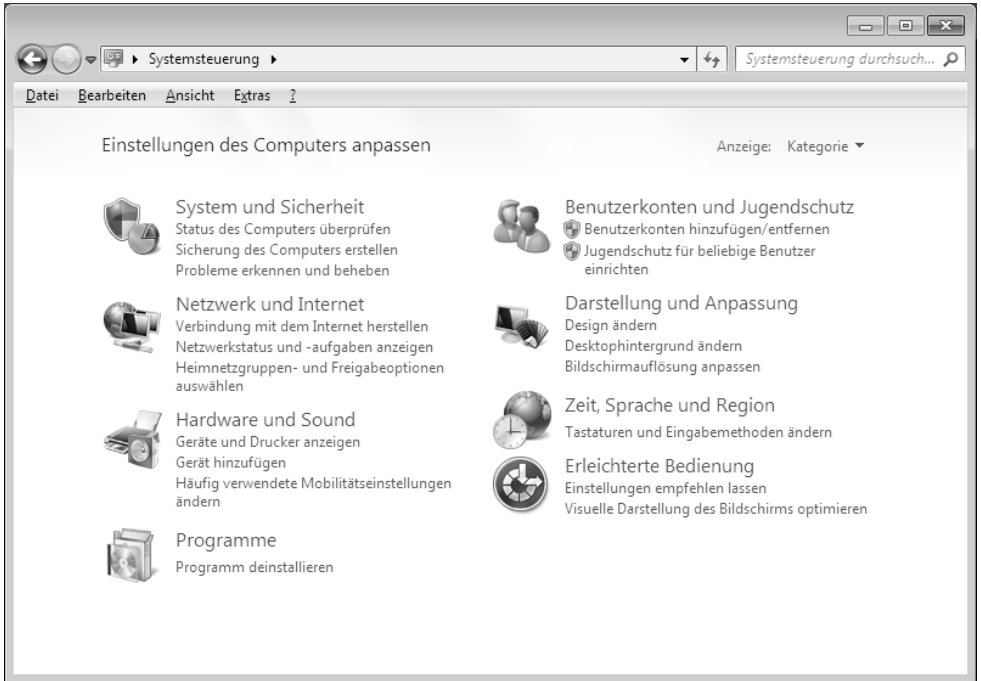 Systemsteuerung
Systemsteuerung durchsuch...
Datei Bearbeiten Ansicht Extras ?
Einstellungen des Computers anpassen
Anzeige: Kategorie
System und Sicherheit
Status des Computers überprüfen
Sicherung des Computers erstellen
Probleme erkennen und beheben
Netzwerk und Internet
Verbindung mit dem Internet herstellen
Netzwerkstatus und -aufgaben anzeigen
Heimnetzgruppen- und Freigabeoptionen
auswählen
Hardware und Sound
Geräte und Drucker anzeigen
Gerät hinzufügen
Häufig verwendete Mobilitätseinstellungen
ändern
Programme
Programm deinstallieren
Benutzerkonten und Jugendschutz
Benutzerkonten hinzufügen/entfernen
Jugendschutz für beliebige Benutzer
einrichten
Darstellung und Anpassung
Design ändern
Desktophintergrund ändern
Bildschirmauflösung anpassen
Zeit, Sprache und Region
Tastaturen und Eingabemethoden ändern
Erleichterte Bedienung
Einstellungen empfehlen lassen
Visuelle Darstellung des Bildschirms optimieren